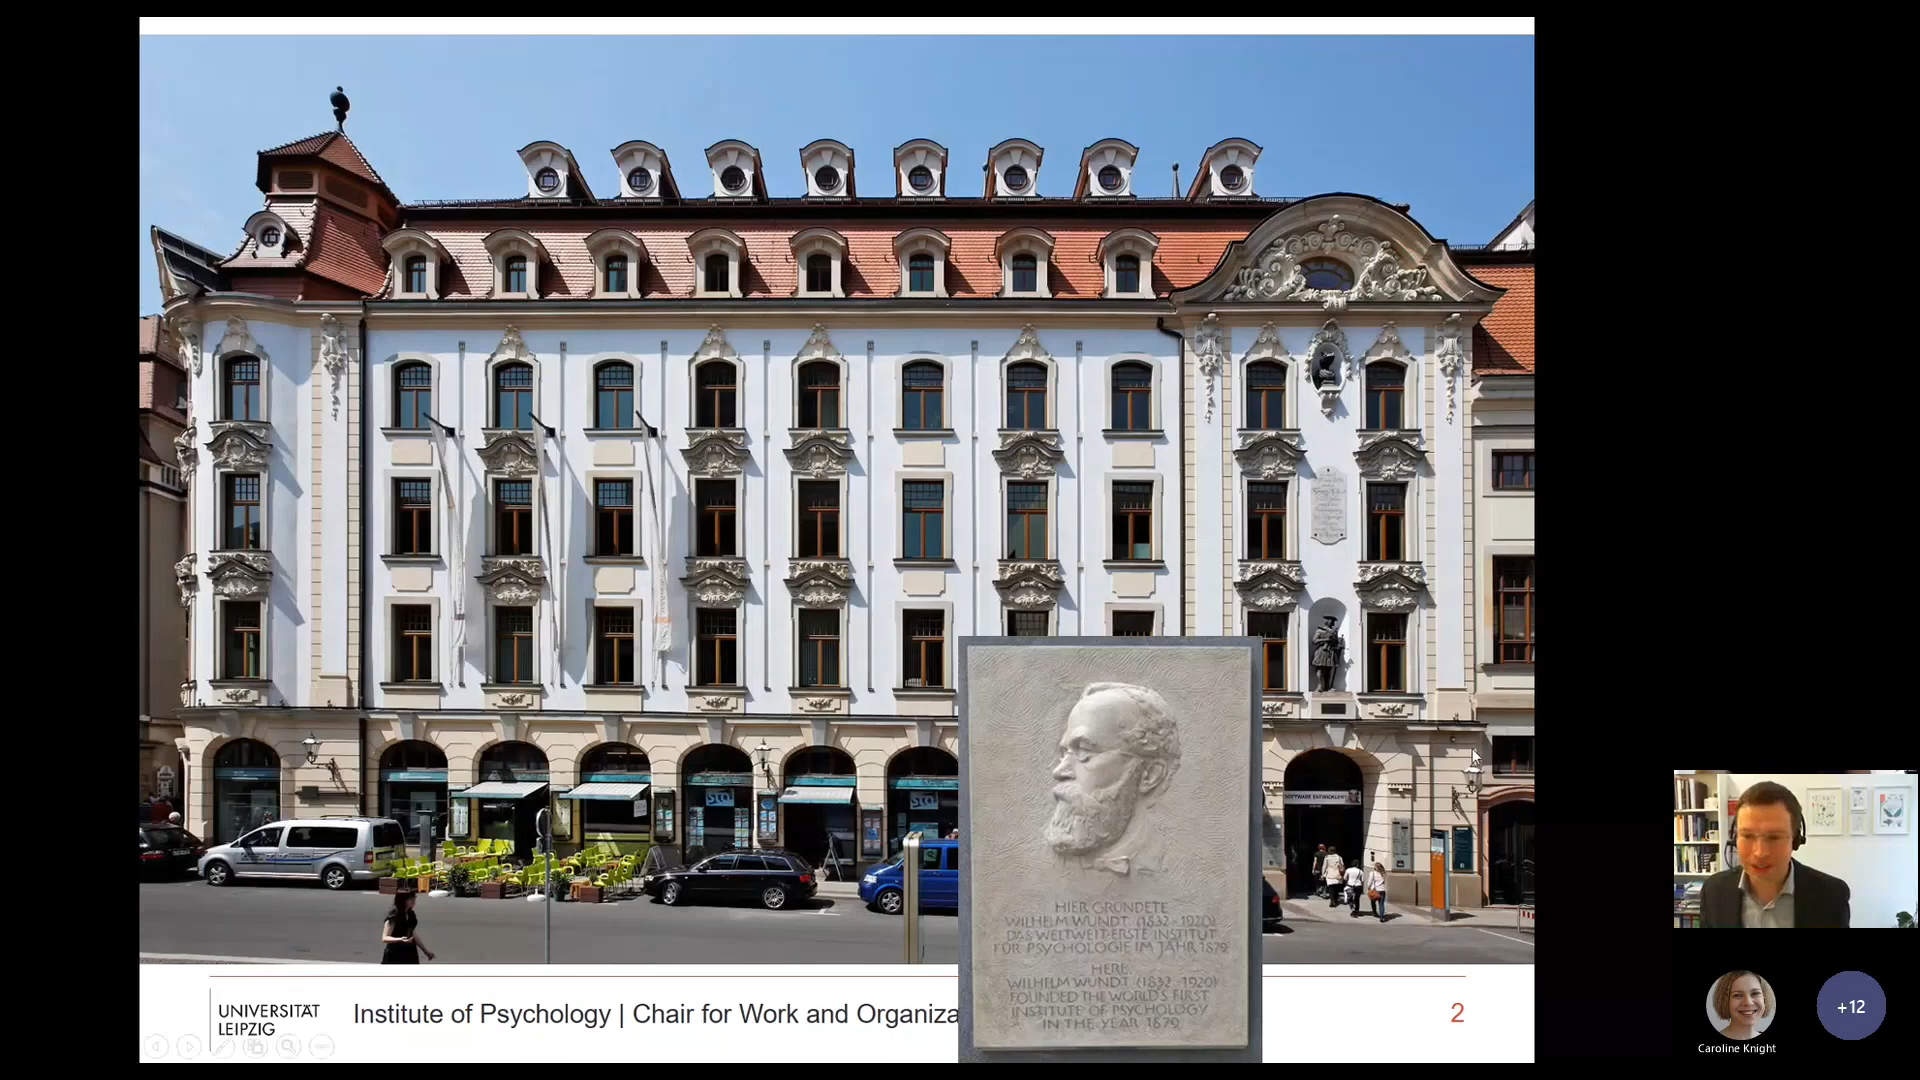 SOFTWARE ENTWICKLER?
HIER GRÜNDETE
WILHELM WUNDT (1832-1920)
DAS WELTWEIT ERSTE INSTITUT
FÜR PSYCHOLOGIE IM JAHR 1879
HERE,
WILHELM WUNDT (1832-1920)
FOUNDED THE WORLD'S FIRST
INSTITUTE OF PSYCHOLOGY
IN THE YEAR 1879
UNIVERSITÄT
LEIPZIG
Institute of Psychology | Chair for Work and Organiza
2
+12
Caroline Knight